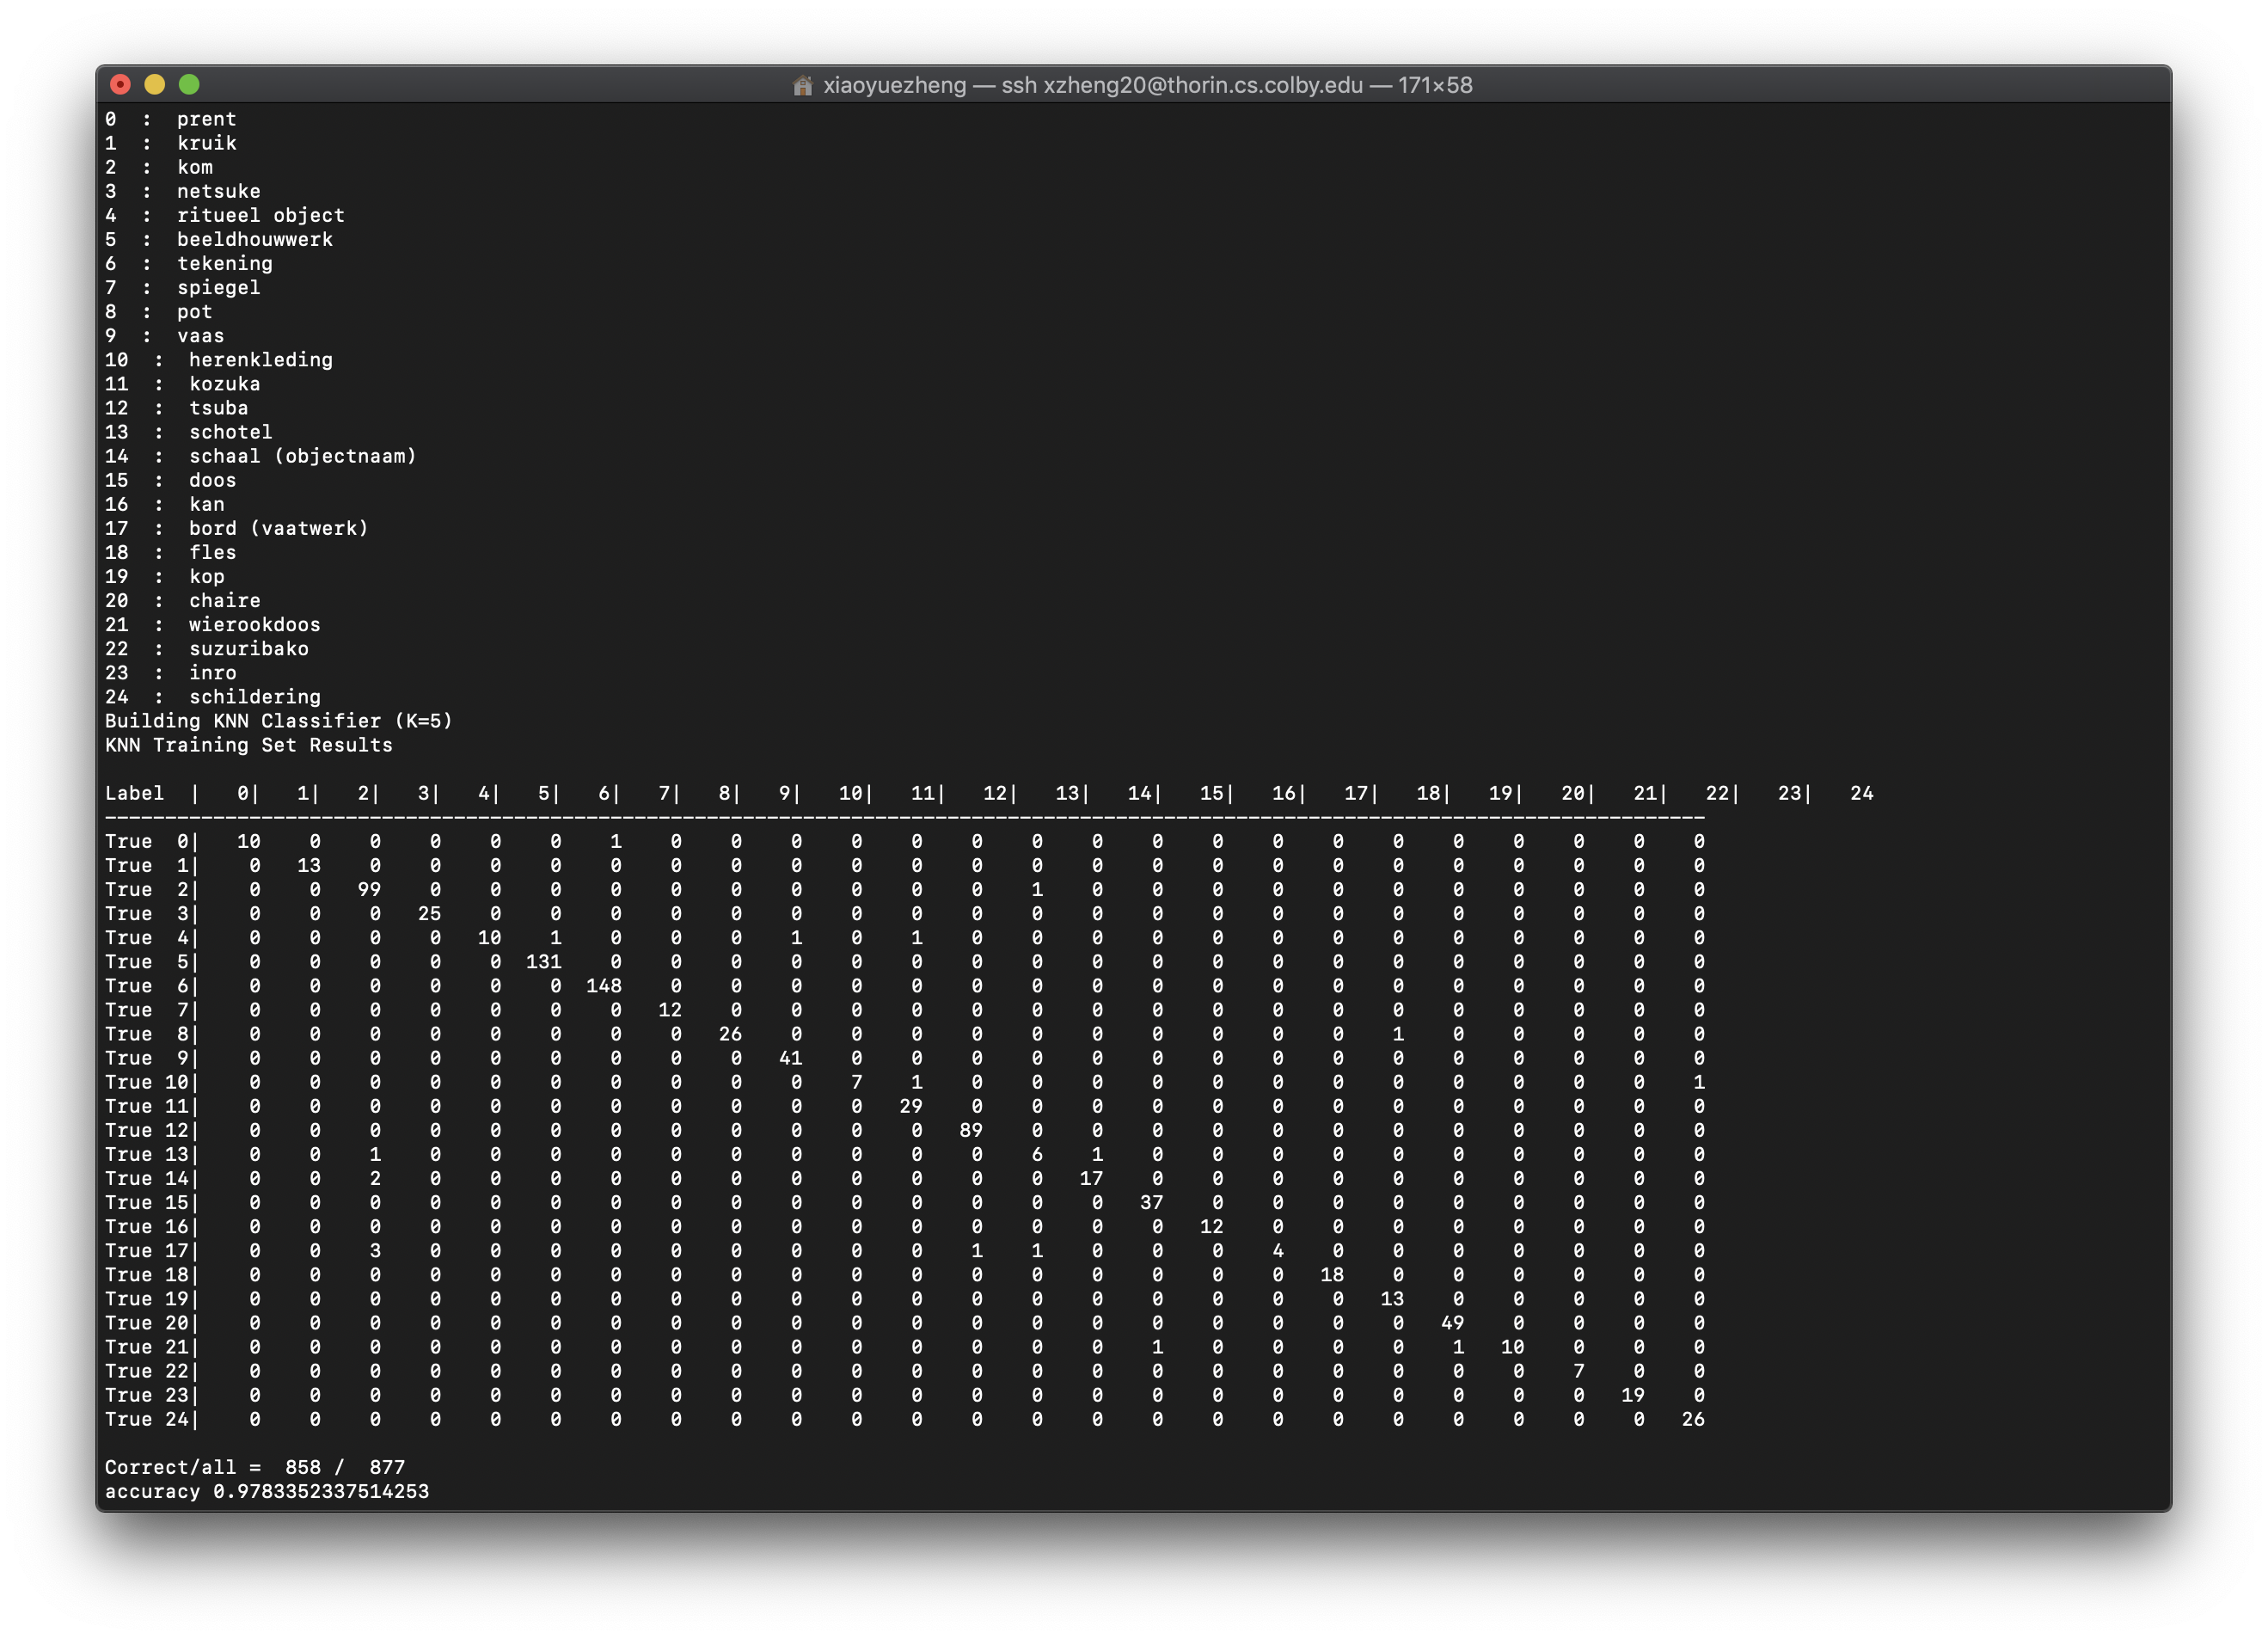 xiaoyuezheng — ssh xzheng20@thorin.cs.colby.edu — 171×58
0  :  prent
1  :  kruik
2  :  kom
3  :  netsuke
4  :  ritueel object
5  :  beeldhouwwerk
6  :  tekening
7  :  spiegel
8  :  pot
9  :  vaas
10  :  herenkleding
11  :  kozuka
12  :  tsuba
13  :  schotel
14  :  schaal (objectnaam)
15  :  doos
16  :  kan
17  :  bord (vaatwerk)
18  :  fles
19  :  kop
20  :  chaire
21  :  wierookdoos
22  :  suzuribako
23  :  inro
24  :  schildering
Building KNN Classifier (K=5)
KNN Training Set Results
Label  |   0|   1|   2|   3|   4|   5|   6|   7|   8|   9|   10|   11|   12|   13|   14|   15|   16|   17|   18|   19|   20|   21|   22|   23|   24
True  0|   10    0    0    0    0    0    1    0    0    0    0    0    0    0    0    0    0    0    0    0    0    0    0    0    0
True  1|    0   13    0    0    0    0    0    0    0    0    0    0    0    0    0    0    0    0    0    0    0    0    0    0    0
True  2|    0    0   99    0    0    0    0    0    0    0    0    0    0    1    0    0    0    0    0    0    0    0    0    0    0
True  3|    0    0    0   25    0    0    0    0    0    0    0    0    0    0    0    0    0    0    0    0    0    0    0    0    0
True  4|    0    0    0    0   10    1    0    0    0    1    0    1    0    0    0    0    0    0    0    0    0    0    0    0    0
True  5|    0    0    0    0    0  131    0    0    0    0    0    0    0    0    0    0    0    0    0    0    0    0    0    0    0
True  6|    0    0    0    0    0    0  148    0    0    0    0    0    0    0    0    0    0    0    0    0    0    0    0    0    0
True  7|    0    0    0    0    0    0    0   12    0    0    0    0    0    0    0    0    0    0    0    0    0    0    0    0    0
True  8|    0    0    0    0    0    0    0    0   26    0    0    0    0    0    0    0    0    0    0    1    0    0    0    0    0
True  9|    0    0    0    0    0    0    0    0    0   41    0    0    0    0    0    0    0    0    0    0    0    0    0    0    0
True 10|    0    0    0    0    0    0    0    0    0    0    7    1    0    0    0    0    0    0    0    0    0    0    0    0    1
True 11|    0    0    0    0    0    0    0    0    0    0    0   29    0    0    0    0    0    0    0    0    0    0    0    0    0
True 12|    0    0    0    0    0    0    0    0    0    0    0    0   89    0    0    0    0    0    0    0    0    0    0    0    0
True 13|    0    0    1    0    0    0    0    0    0    0    0    0    0    6    1    0    0    0    0    0    0    0    0    0    0
True 14|    0    0    2    0    0    0    0    0    0    0    0    0    0    0   17    0    0    0    0    0    0    0    0    0    0
True 15|    0    0    0    0    0    0    0    0    0    0    0    0    0    0    0   37    0    0    0    0    0    0    0    0    0
True 16|    0    0    0    0    0    0    0    0    0    0    0    0    0    0    0    0   12    0    0    0    0    0    0    0    0
True 17|    0    0    3    0    0    0    0    0    0    0    0    0    1    1    0    0    0    4    0    0    0    0    0    0    0
True 18|    0    0    0    0    0    0    0    0    0    0    0    0    0    0    0    0    0    0   18    0    0    0    0    0    0
True 19|    0    0    0    0    0    0    0    0    0    0    0    0    0    0    0    0    0    0    0   13    0    0    0    0    0
True 20|    0    0    0    0    0    0    0    0    0    0    0    0    0    0    0    0    0    0    0    0   49    0    0    0    0
True 21|    0    0    0    0    0    0    0    0    0    0    0    0    0    0    0    1    0    0    0    0    1   10    0    0    0
True 22|    0    0    0    0    0    0    0    0    0    0    0    0    0    0    0    0    0    0    0    0    0    0    7    0    0
True 23|    0    0    0    0    0    0    0    0    0    0    0    0    0    0    0    0    0    0    0    0    0    0    0   19    0
True 24|    0    0    0    0    0    0    0    0    0    0    0    0    0    0    0    0    0    0    0    0    0    0    0    0   26
Correct/all =  858 /  877
accuracy 0.9783352337514253